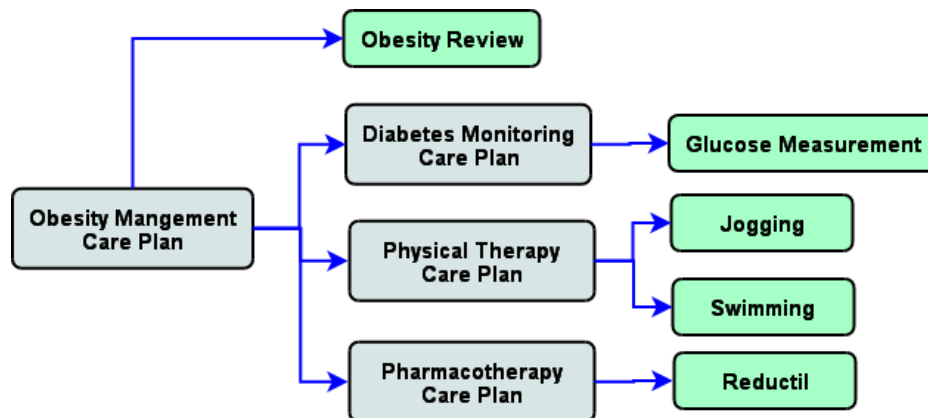 Obesity Review
Diabetes Monitoring
Care Plan
Glucose Measurement
Obesity Mangement
Care Plan
Physical Therapy
Care Plan
Jogging
Swimming
Pharmacotherapy
Care Plan
Reductil